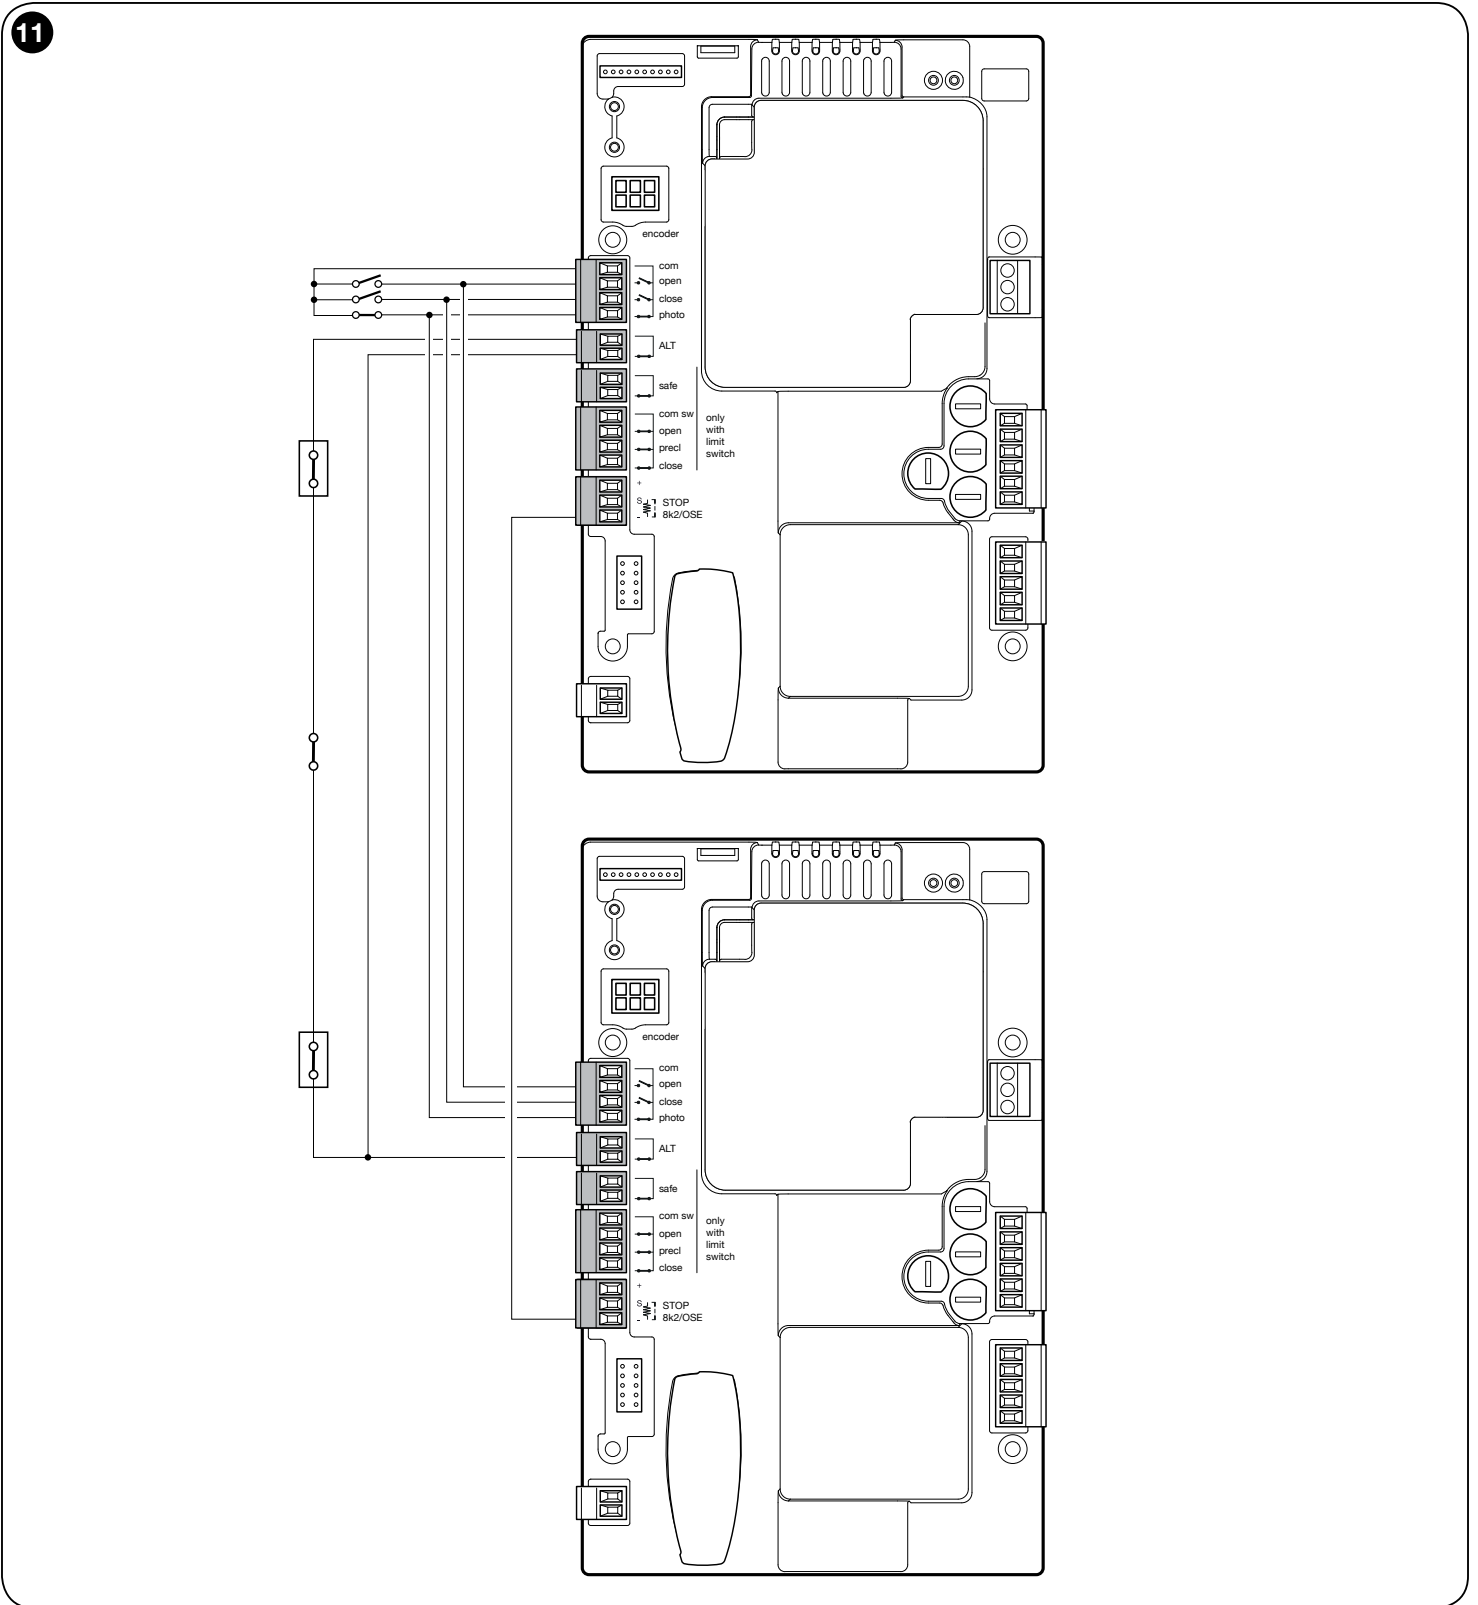 11
encoder
com
open
close
photo
ALT
safe
com sw
open
precl
close
only
with
limit
switch
+
S
-
STOP
8k2/OSE
encoder
com
open
close
photo
ALT
safe
com sw
open
precl
close
only
with
limit
switch
+
S
-
STOP
8k2/OSE